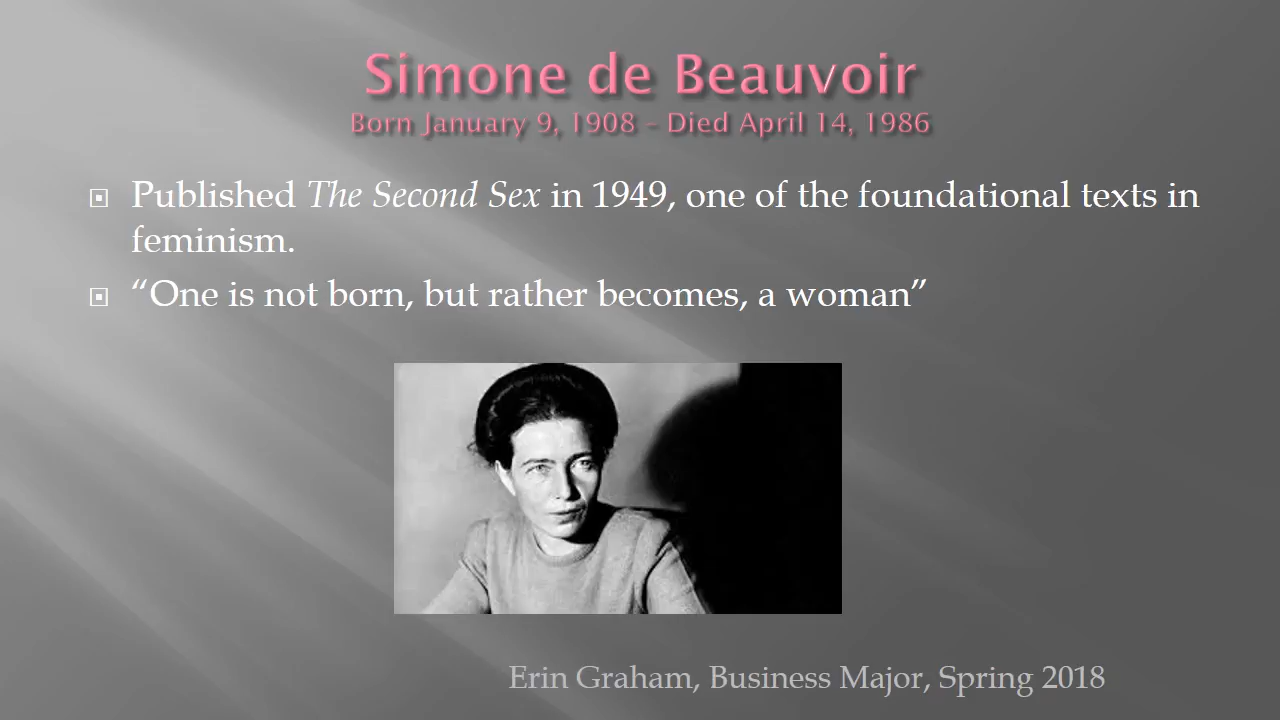 Simone de Beauvoir
Born January 9, 1908 – Died April 14, 1986
Published The Second Sex in 1949, one of the foundational texts in
feminism.
“One is not born, but rather becomes, a woman”
Erin Graham, Business Major, Spring 2018